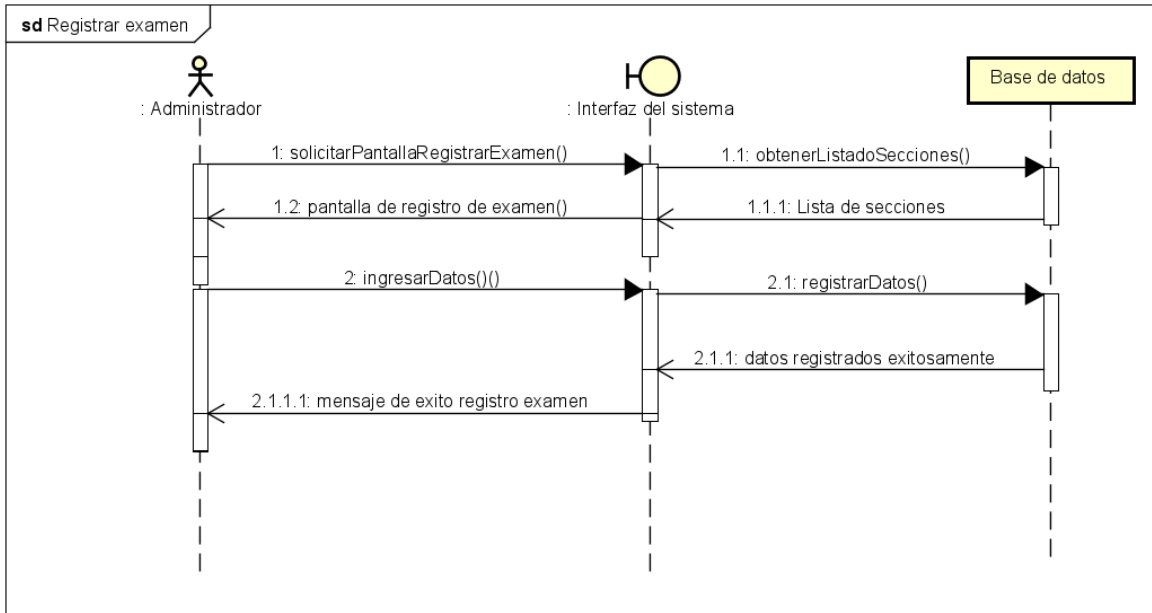 sd Registrar examen
: Administrador
: Interfaz del sistema
Base de datos
1: solicitarPantallaRegistrarExamen()
1.1: obtenerListadoSecciones()
1.2: pantalla de registro de examen()
1.1.1: Lista de secciones
2: ingresarDatos()()
2.1: registrarDatos()
2.1.1: datos registrados exitosamente
2.1.1.1: mensaje de exito registro examen